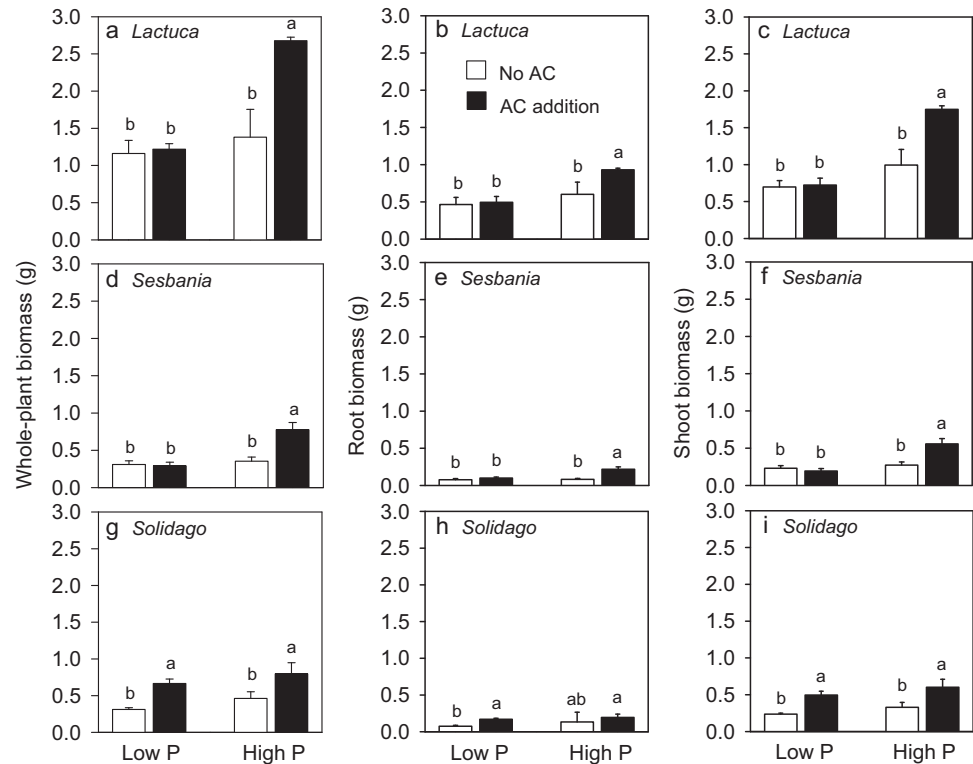 a Lactuca
b Lactuca
c Lactuca
No AC
AC addition
3.0
2.5
2.0
1.5
1.0
0.5
0.0
b b b a
3.0
2.5
2.0
1.5
1.0
0.5
0.0
b b b a
3.0
2.5
2.0
1.5
1.0
0.5
0.0
b b b a
Whole-plant biomass (g)
Root biomass (g)
Shoot biomass (g)
d Sesbania
e Sesbania
f Sesbania
3.0
2.5
2.0
1.5
1.0
0.5
0.0
b b b a
3.0
2.5
2.0
1.5
1.0
0.5
0.0
b b b a
3.0
2.5
2.0
1.5
1.0
0.5
0.0
b b b a
g Solidago
h Solidago
i Solidago
3.0
2.5
2.0
1.5
1.0
0.5
0.0
b a b a
3.0
2.5
2.0
1.5
1.0
0.5
0.0
b a ab a
3.0
2.5
2.0
1.5
1.0
0.5
0.0
b a b a
Low P High P
Low P High P
Low P High P